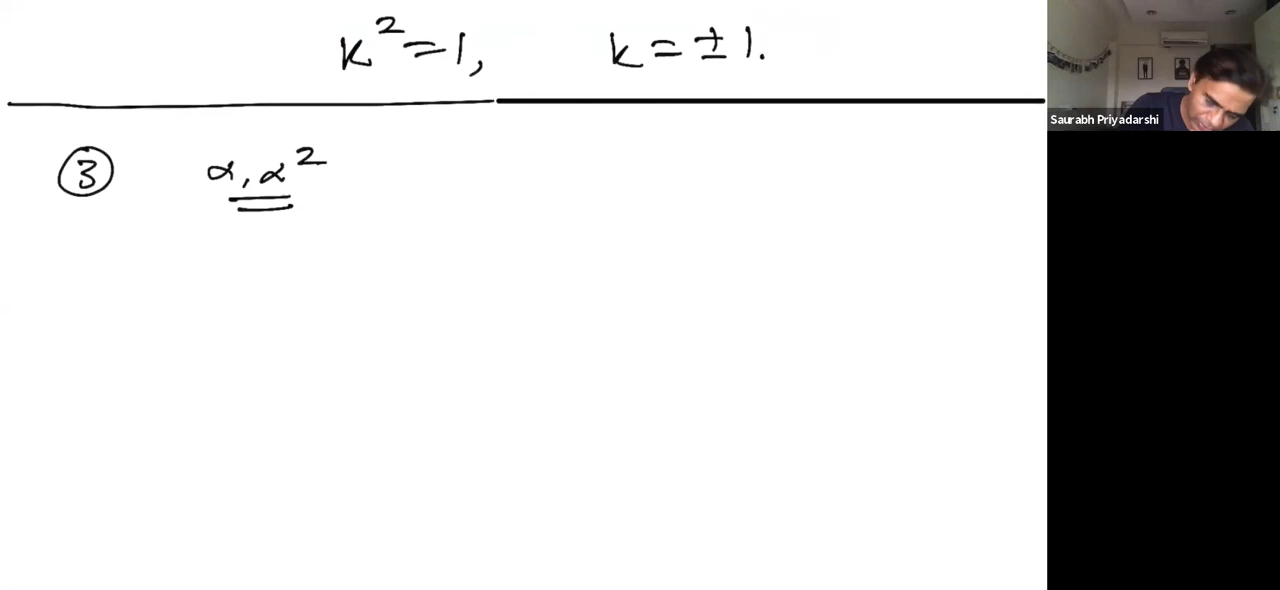 k² = 1, k = ± 1.
③ α, α²
Saurabh Priyadarshi